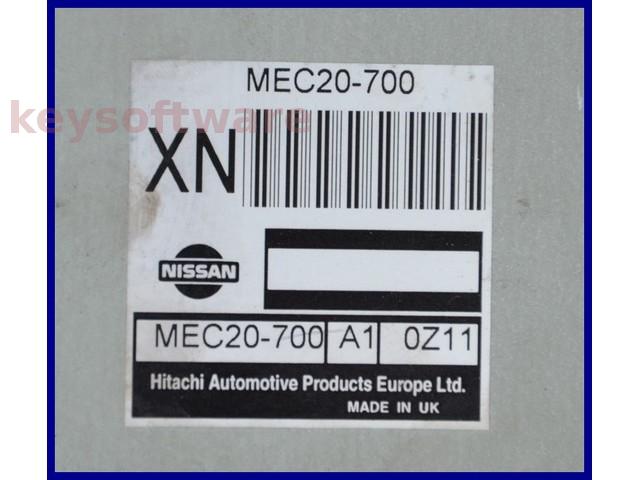 MEC20-700
keysoftware
XN
NISSAN
MEC20-700 A1 0Z11
Hitachi Automotive Products Europe Ltd.
MADE IN UK